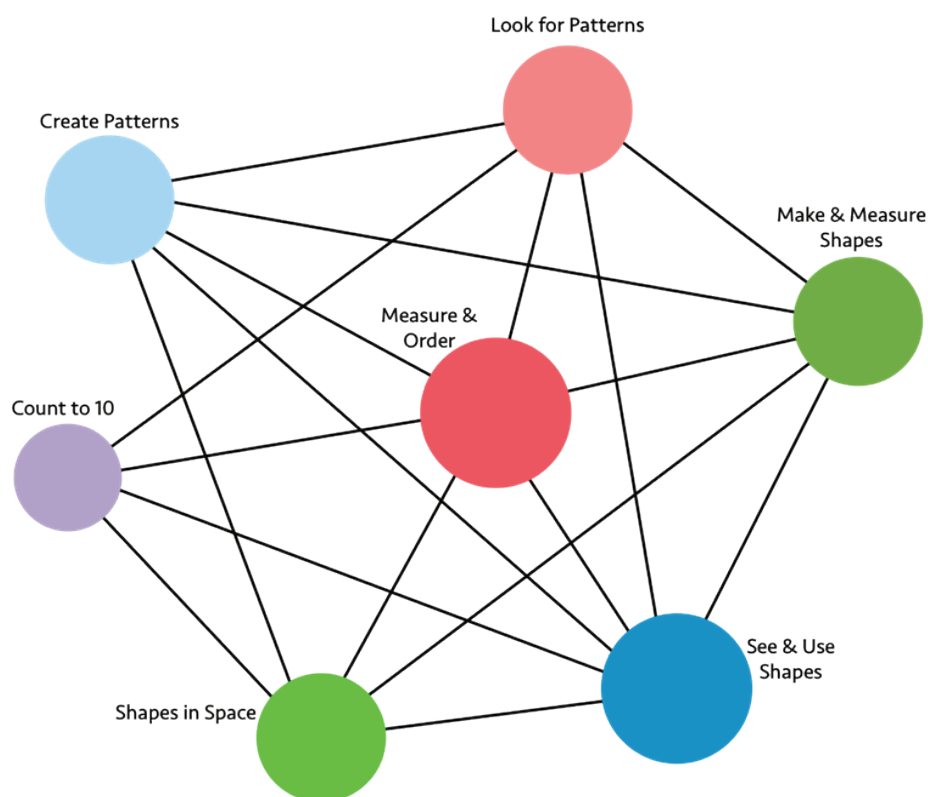 Look for Patterns
Create Patterns
Make & Measure
Shapes
Measure &
Order
Count to 10
See & Use
Shapes
Shapes in Space